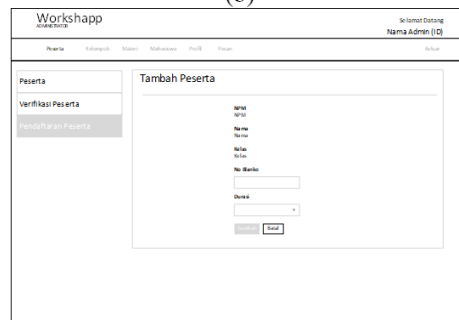 Workshapp
ADMINISTRATOR
Selamat Datang
Nama Admin (ID)
Peserta Kelompok Materi Mahasiswa Profil Pesan Keluar
Peserta
Verifikasi Peserta
Pendaftaran Peserta
Tambah Peserta
NPM
NPM
Nama
Nama
Kelas
Kelas
No Blanko
Durasi
Batal